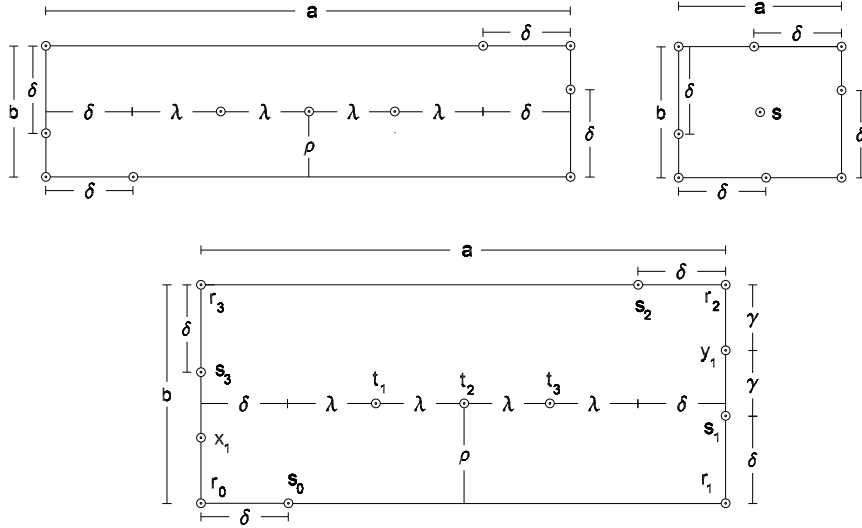 a
δ
b
δ
δ
λ
λ
λ
λ
δ
δ
ρ
δ
a
δ
b
δ
s
δ
δ
a
δ
r₃
s₂
r₂
γ
δ
y₁
b
s₃
t₁
t₂
t₃
γ
δ
λ
λ
λ
λ
δ
s₁
x₁
ρ
δ
r₀
s₀
r₁
δ